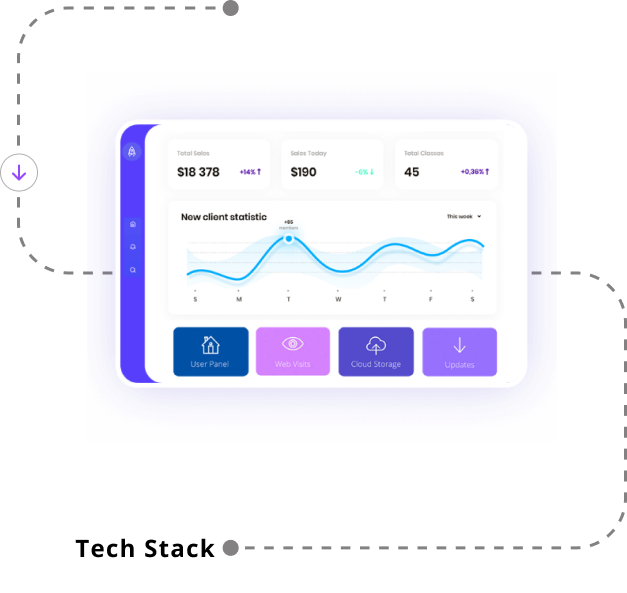 Total Sales Sales Today Total Classes
$18 378 +14% $190 -6% 45 +0,36%
New client statistic
+65
members
This week
S M T W T F S
User Panel Web Visits Cloud Storage Updates
Tech Stack